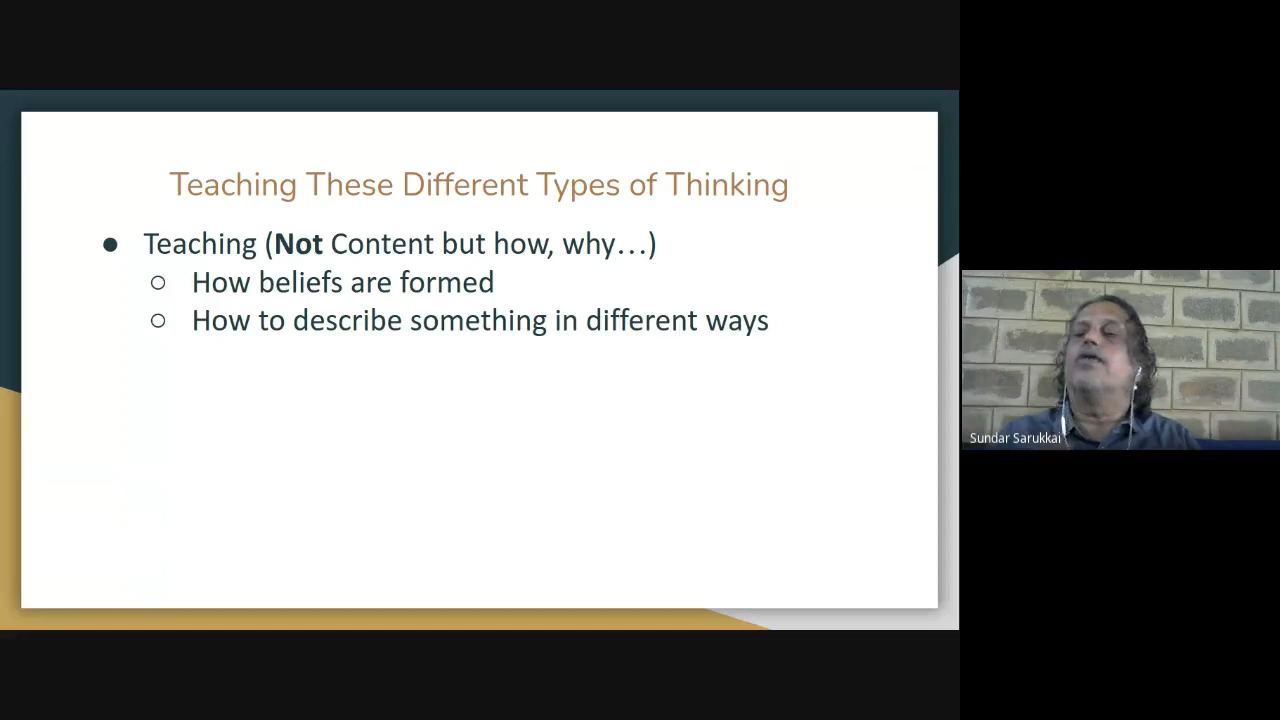 Teaching These Different Types of Thinking
● Teaching (Not Content but how, why…)
○ How beliefs are formed
○ How to describe something in different ways
Sundar Sarukkai